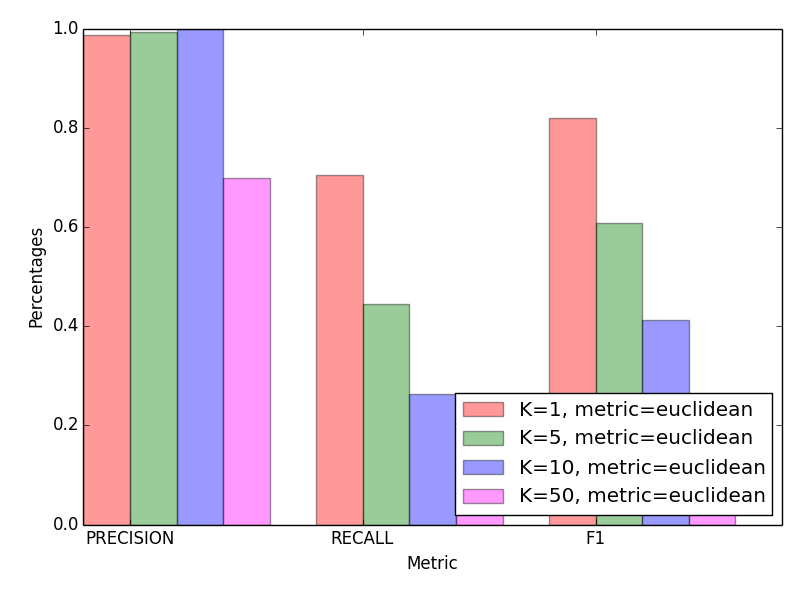 1.0
0.8
0.6
0.4
0.2
0.0
Percentages
PRECISION RECALL F1
Metric
K=1, metric=euclidean
K=5, metric=euclidean
K=10, metric=euclidean
K=50, metric=euclidean